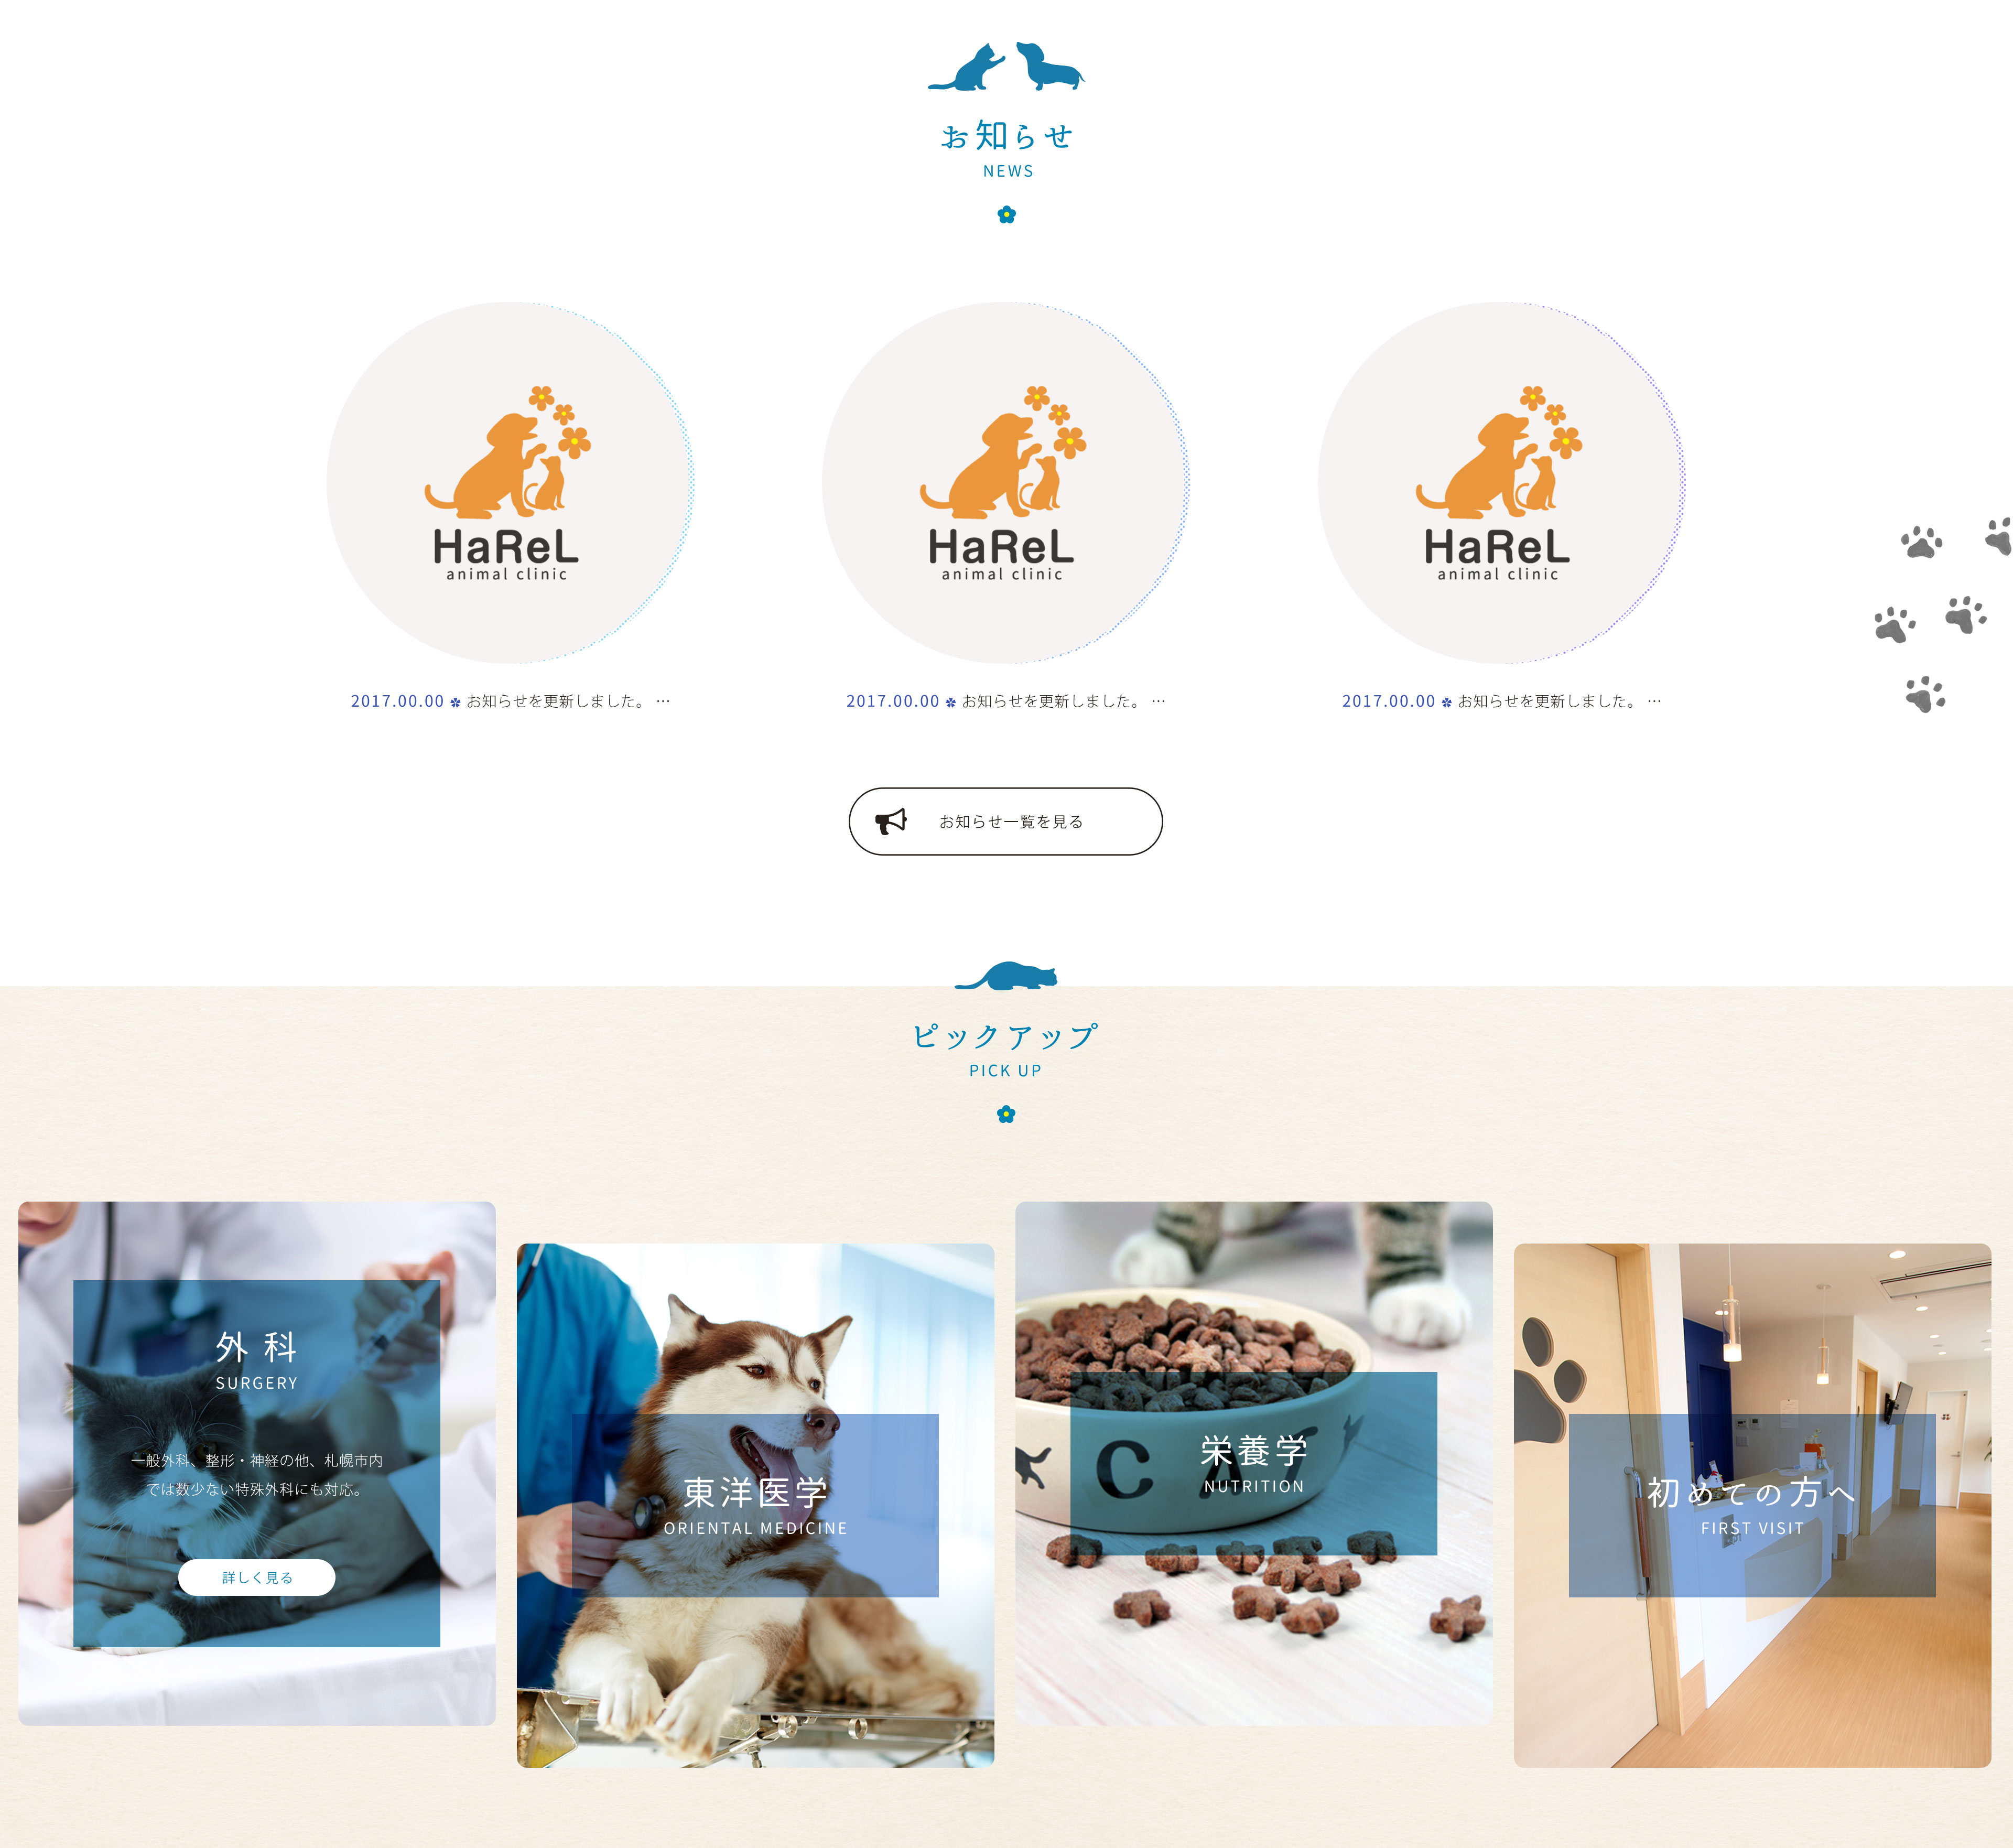 お知らせ
NEWS
HaReL
animal clinic
HaReL
animal clinic
HaReL
animal clinic
2017.00.00 お知らせを更新しました。 …
2017.00.00 お知らせを更新しました。 …
2017.00.00 お知らせを更新しました。 …
お知らせ一覧を見る
ピックアップ
PICK UP
外科
SURGERY
一般外科、整形・神経の他、札幌市内
では数少ない特殊外科にも対応。
詳しく見る
東洋医学
ORIENTAL MEDICINE
CAT
栄養学
NUTRITION
初めての方へ
FIRST VISIT